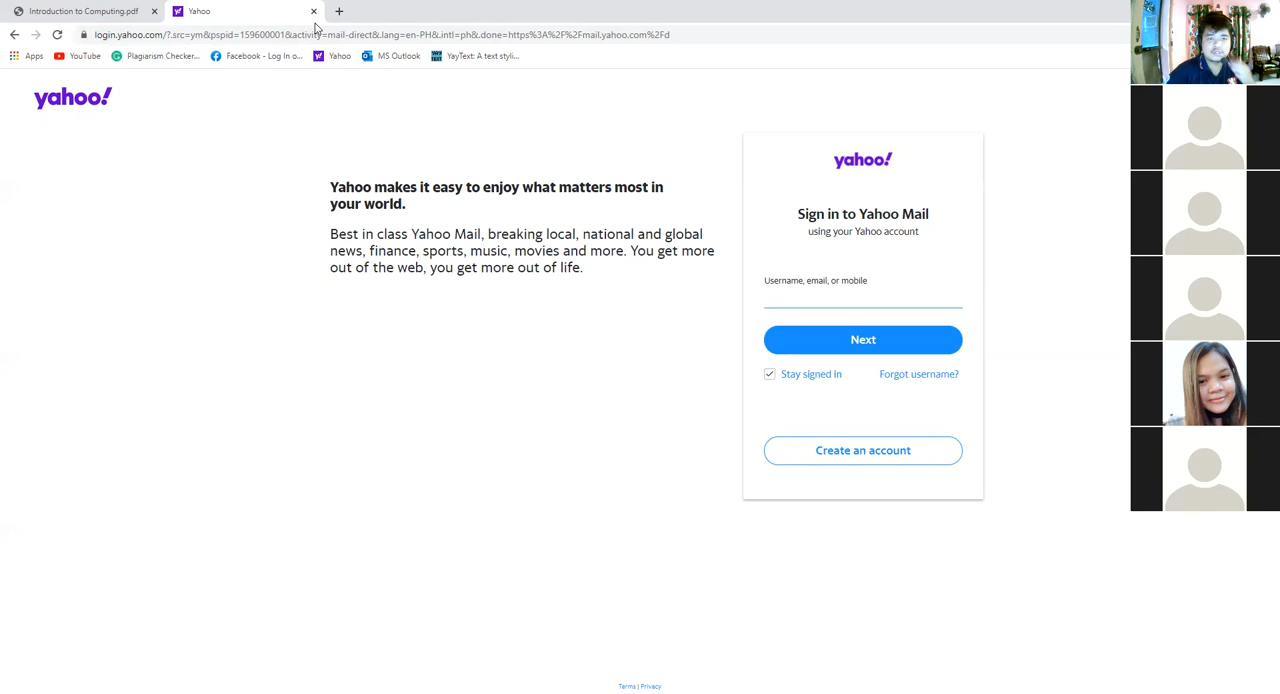 Introduction to Computing.pdf
Yahoo
login.yahoo.com/?.src=ym&pspid=159600001&activity=mail-direct&.lang=en-PH&.intl=ph&.done=https%3A%2F%2Fmail.yahoo.com%2Fd
Apps YouTube Plagiarism Checker... Facebook - Log In o... Yahoo MS Outlook YayText: A text styli...
yahoo!
yahoo!
Yahoo makes it easy to enjoy what matters most in
your world.
Best in class Yahoo Mail, breaking local, national and global
news, finance, sports, music, movies and more. You get more
out of the web, you get more out of life.
Sign in to Yahoo Mail
using your Yahoo account
Username, email, or mobile
Next
Stay signed in Forgot username?
Create an account
Terms | Privacy